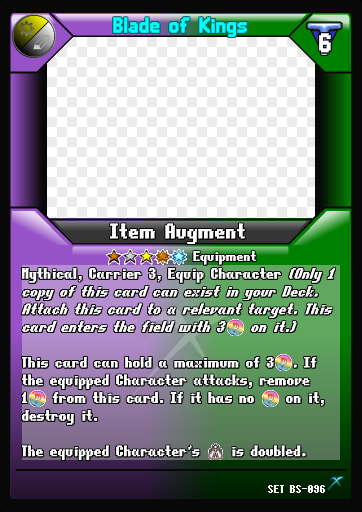 Blade of Kings
6
Item Augment
Equipment
Mythical, Carrier 3, Equip Character (Only 1
copy of this card can exist in your Deck.
Attach this card to a relevant target. This
card enters the field with 3 on it.)
This card can hold a maximum of 3. If
the equipped Character attacks, remove
1 from this card. If it has no on it,
destroy it.
The equipped Character's is doubled.
SET BS-096